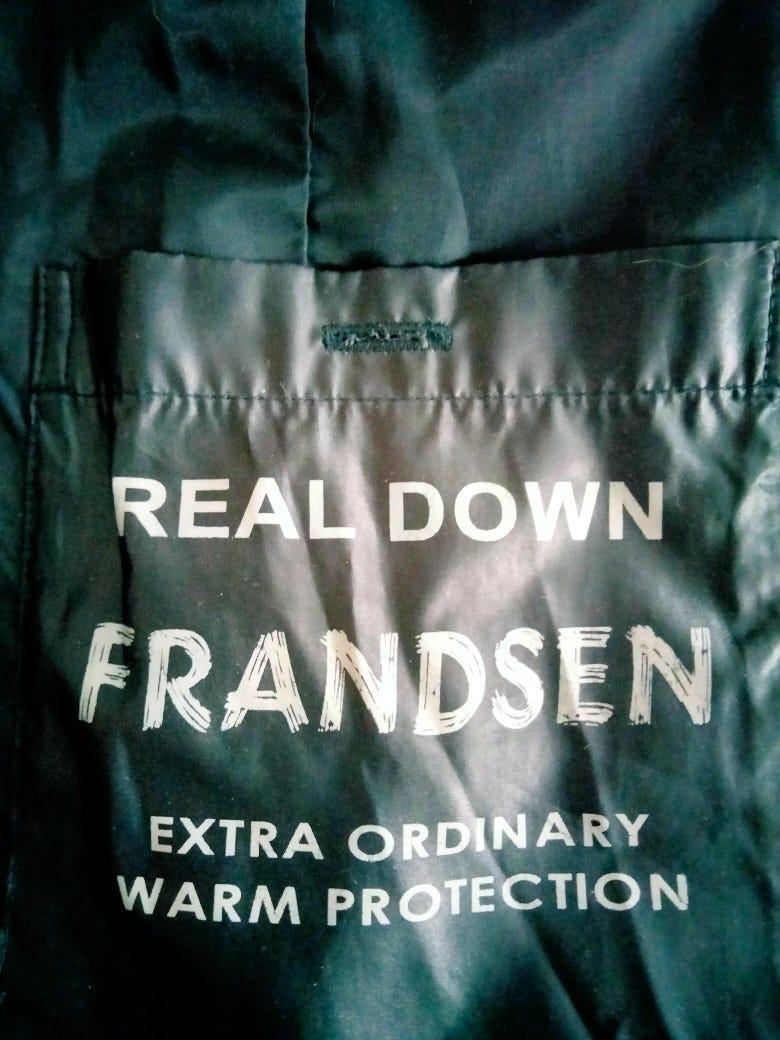 REAL DOWN
FRANDSEN
EXTRA ORDINARY
WARM PROTECTION